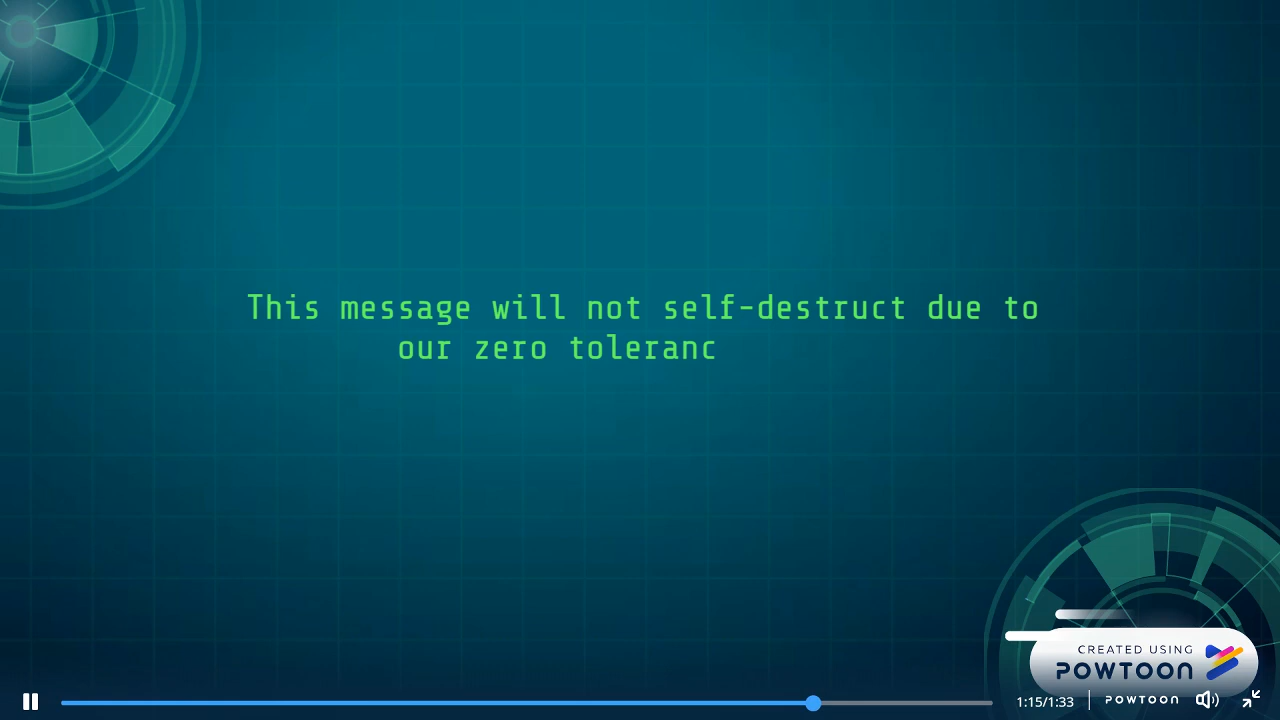 This message will not self-destruct due to
our zero toleranc
CREATED USING
POWTOON
1:15/1:33
POWTOON